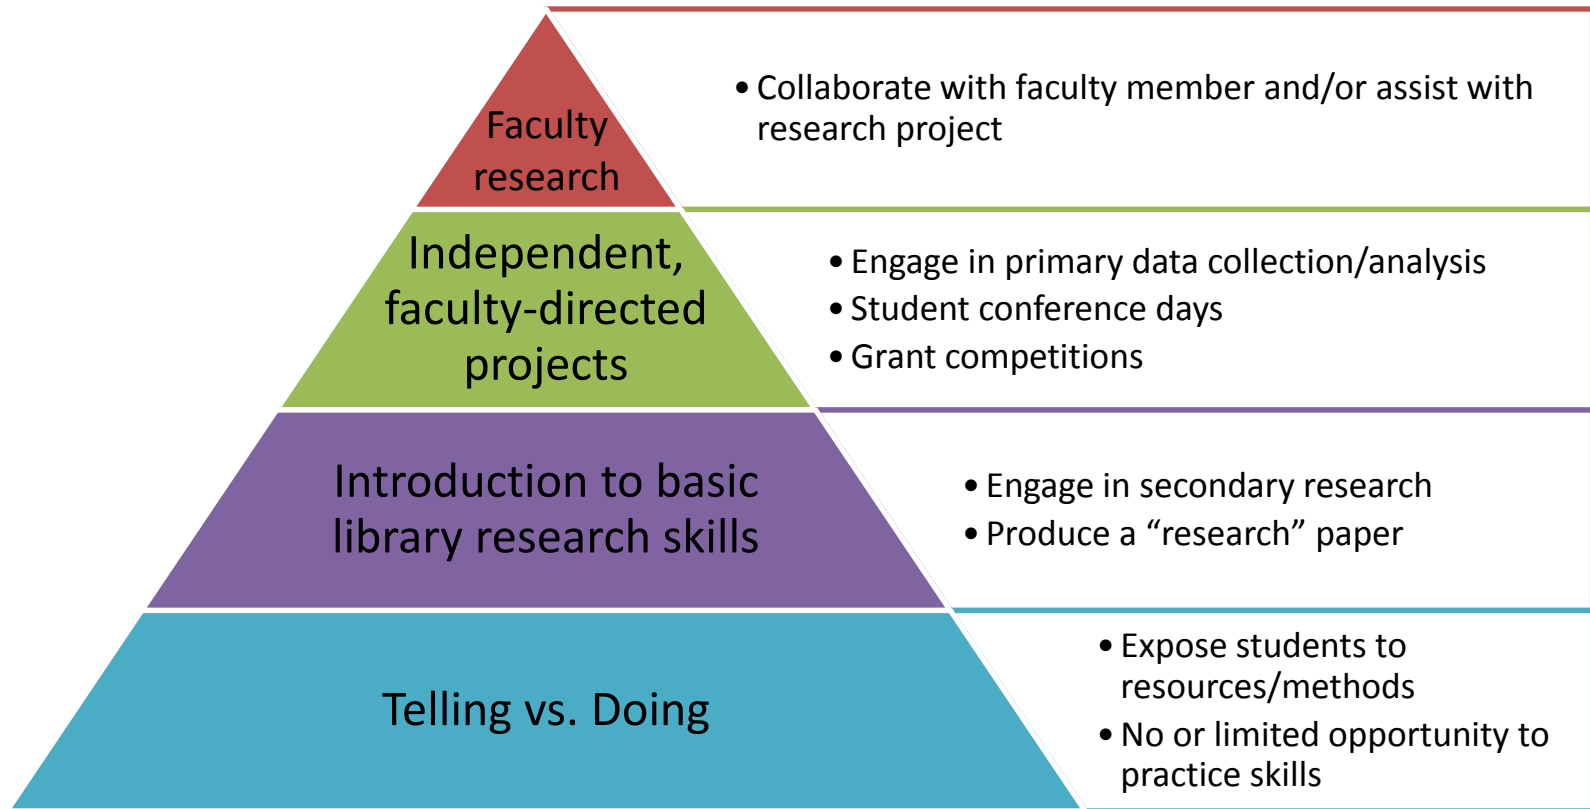 Faculty
research
• Collaborate with faculty member and/or assist with
research project
Independent,
faculty-directed
projects
• Engage in primary data collection/analysis
• Student conference days
• Grant competitions
Introduction to basic
library research skills
• Engage in secondary research
• Produce a “research” paper
Telling vs. Doing
• Expose students to
resources/methods
• No or limited opportunity to
practice skills